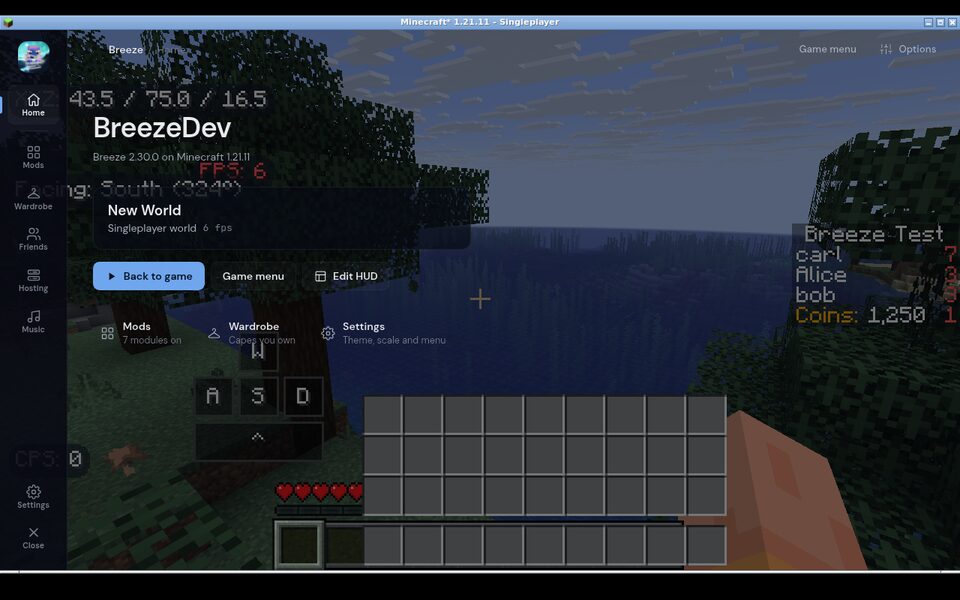 Minecraft* 1.21.11 - Singleplayer
Breeze
Home
Game menu
Options
43.5 / 75.0 / 16.5
Home
BreezeDev
Breeze 2.30.0 on Minecraft 1.21.11
FPS: 6
Mods
Facing: South (324°)
Wardrobe
New World
Singleplayer world 6 fps
Friends
Breeze Test
carl 7
Alice 3
bob 3
Coins: 1,250 1
Hosting
Back to game
Game menu
Edit HUD
Music
Mods
7 modules on
Wardrobe
Capes you own
Settings
Theme, scale and menu
W
A
S
D
^
CPS: 0
Settings
Close